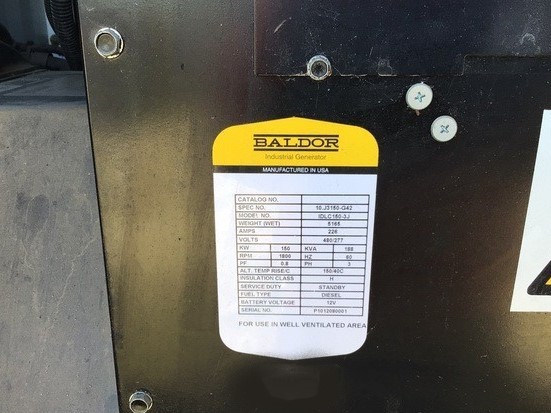 BALDOR
Industrial Generator
MANUFACTURED IN USA
CATALOG NO.
SPEC NO. 10.J3150-G42
MODEL NO. IDLC150-3J
WEIGHT (WET) 5165
AMPS 226
VOLTS 480/277
KW 150 KVA 188
RPM 1800 HZ 60
PF 0.8 PH 3
ALT. TEMP RISE/C 150/40C
INSULATION CLASS H
SERVICE DUTY STANDBY
FUEL TYPE DIESEL
BATTERY VOLTAGE 12V
SERIAL NO. P1012080001
FOR USE IN WELL VENTILATED AREA